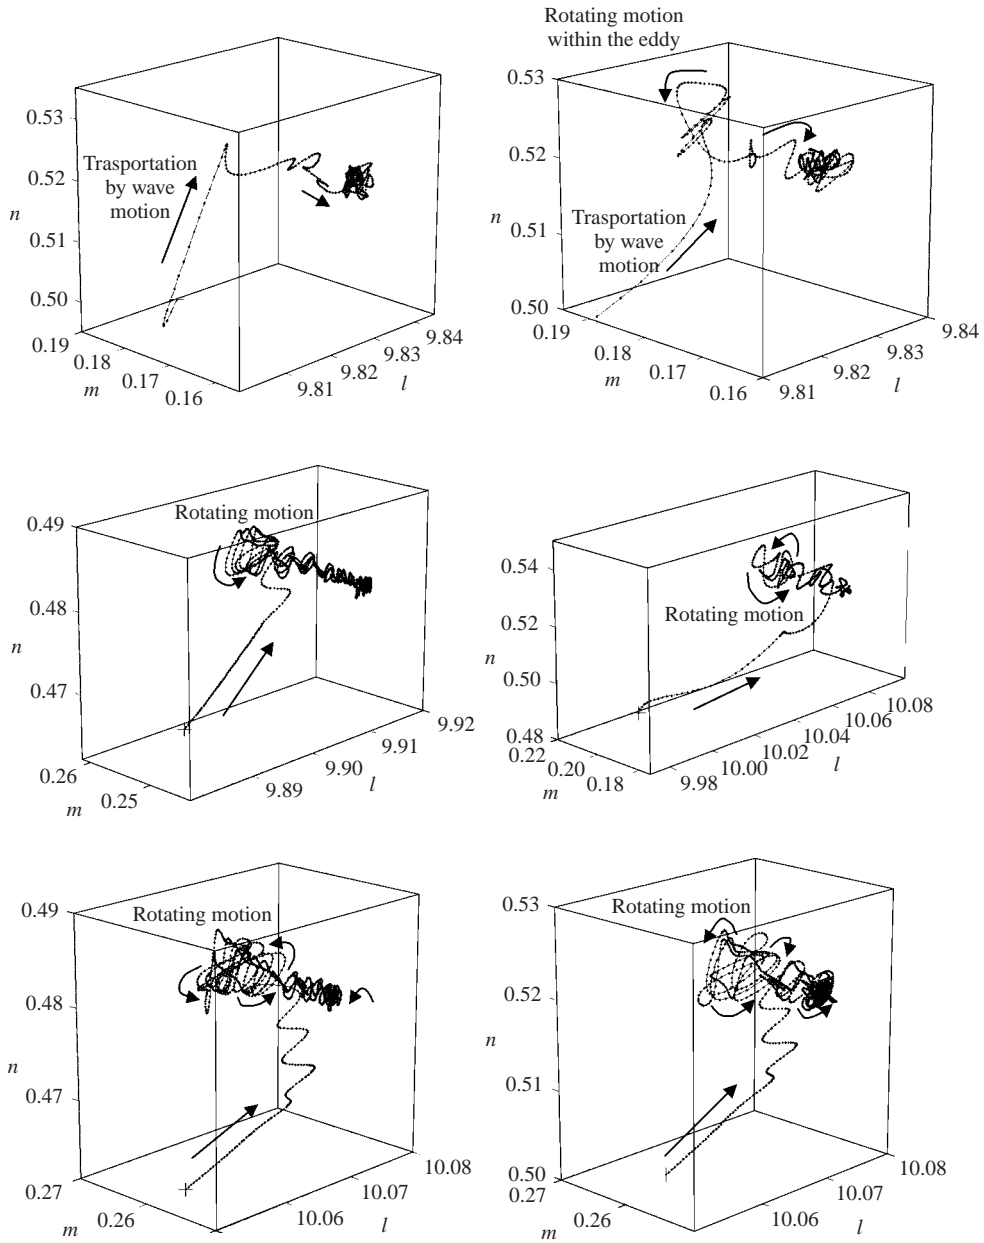 0.53
0.52
0.51
0.50
n
Trasportation
by wave
motion
0.19
0.18
0.17
0.16
m
9.81
9.82
9.83
9.84
l
Rotating motion
within the eddy
0.53
0.52
0.51
0.50
n
Trasportation
by wave
motion
0.19
0.18
0.17
0.16
m
9.81
9.82
9.83
9.84
l
Rotating motion
0.49
0.48
0.47
n
0.26
0.25
m
9.89
9.90
9.91
9.92
l
Rotating motion
0.54
0.52
0.50
0.48
n
0.22
0.20
0.18
m
9.98
10.00
10.02
10.04
10.06
10.08
l
Rotating motion
0.49
0.48
0.47
n
0.27
0.26
m
10.06
10.07
10.08
l
Rotating motion
0.53
0.52
0.51
0.50
n
0.27
0.26
m
10.06
10.07
10.08
l